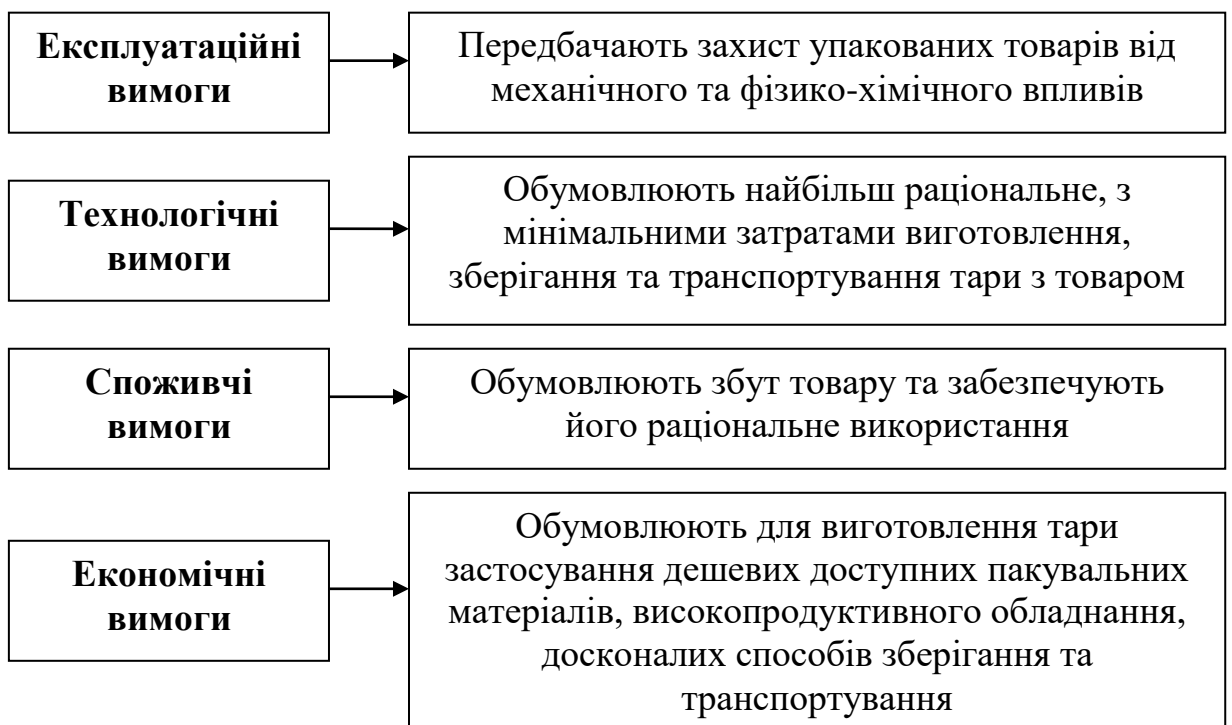 Експлуатаційні
вимоги
Передбачають захист упакованих товарів від
механічного та фізико-хімічного впливів
Технологічні
вимоги
Обумовлюють найбільш раціональне, з
мінімальними затратами виготовлення,
зберігання та транспортування тари з товаром
Споживчі
вимоги
Обумовлюють збут товару та забезпечують
його раціональне використання
Економічні
вимоги
Обумовлюють для виготовлення тари
застосування дешевих доступних пакувальних
матеріалів, високопродуктивного обладнання,
досконалих способів зберігання та
транспортування